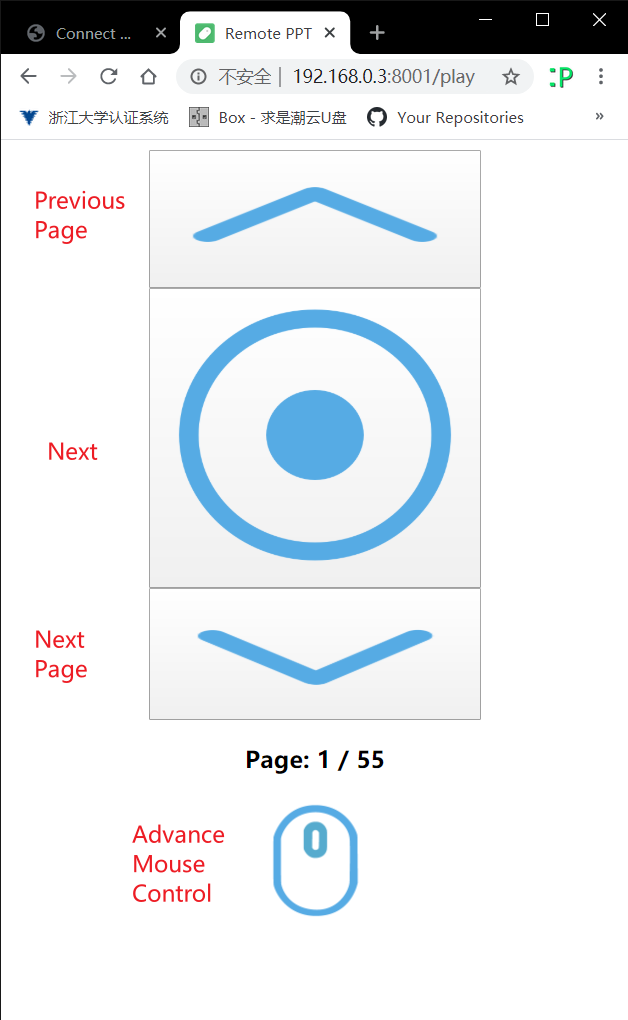 Connect ...
Remote PPT
不安全 | 192.168.0.3:8001/play
:P
浙江大学认证系统
Box - 求是潮云U盘
Your Repositories
»
Previous
Page
Next
Next
Page
Page: 1 / 55
Advance
Mouse
Control